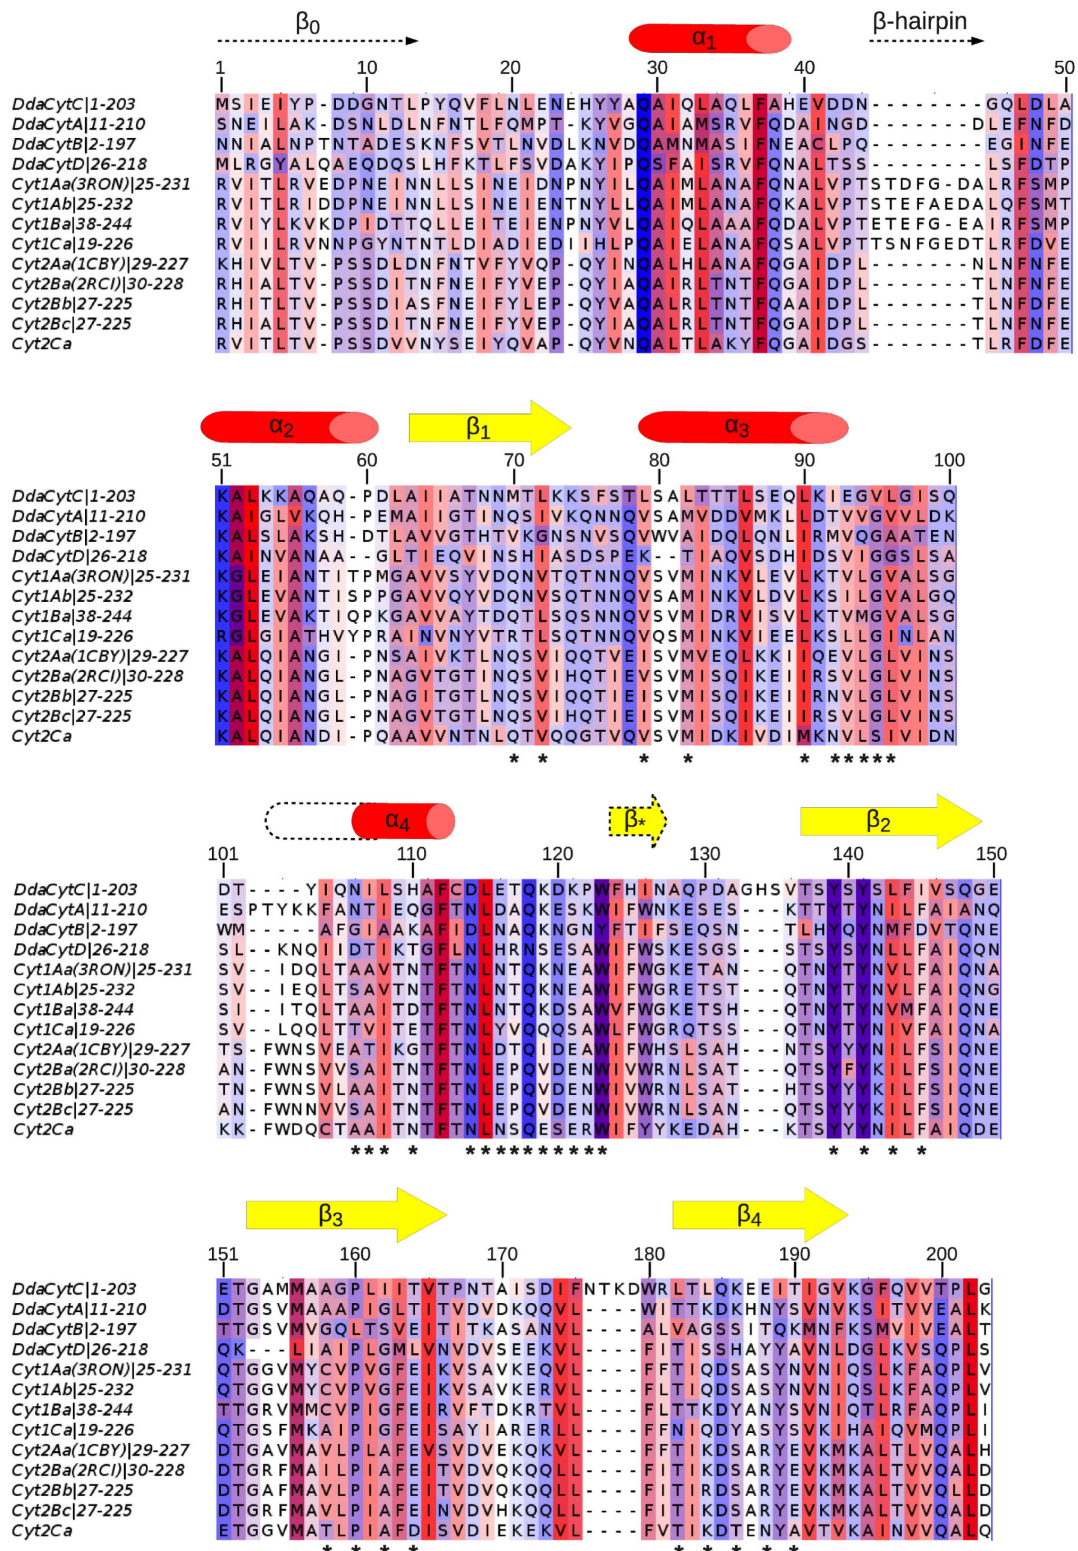 β0 α1 β-hairpin
1 10 20 30 40 50
DdaCytC|1-203 MSIEIYP-DDGNTLPYQVFLNLENEHYYAQAIQLAQLFAHEVDDN--------GQLDLA
DdaCytA|11-210 SNEILAK-DSNLDLNFNTLFQMPT-KYVGQAIAMSRVFQDAINGD--------DLEFNFD
DdaCytB|2-197 NNIALNPTNTADESKNFSVTLNVDLKNVDQAMNMASIFNEACLPQ--------EGINFE
DdaCytD|26-218 MLRGYALQAEQDQSLHFKTLFSVDAKYIPQSFAISRVFQNALTSS--------LSFDTP
Cyt1Aa(3RON)|25-231 RVITLRVEDPNEINNLLSINEIDNPNYILQAIMLANAFQNALVPTSTDFG-DALRFSMP
Cyt1Ab|25-232 RVITLRIDDPNEINNLLSINEIENTNYLLQAIMLANAFQKALVPTSTEFAEDALQFSMT
Cyt1Ba|38-244 RVIYLKVKDPIDTTQLLEITEIENPNYVLQAIQLAAAFQDALVPTETEFG-EAIRFSMP
Cyt1Ca|19-226 RVIILRVNNPGYNTNTLDIADIEDIIHLPQAIELANAFQSALVPTTSNFGEDTLRFDVE
Cyt2Aa(1CBY)|29-227 KHIVLTV-PSSDLDNFNTVFYVQP-QYINQALHLANAFQGAIDPL--------NLNFNFE
Cyt2Ba(2RCI)|30-228 RHIALTV-PSSDITNFNEIFYVEP-QYIAQAIRLTNTFQGAIDPL--------TLNFNFE
Cyt2Bb|27-225 RHITLTV-PSSDIASFNEIFYLEP-QYVAQALRLTNTFQAAIDPL--------TLNFDFE
Cyt2Bc|27-225 RHIALTV-PSSDITNFNEIFYVEP-QYIAQALRLTNTFQGAIDPL--------TLNFNFE
Cyt2Ca RVITLTV-PSSDVVNYSEIYQVAP-QYVNQALTLAKYFQGAIDGS--------TLRFDFE
α2 β1 α3
51 60 70 80 90 100
DdaCytC|1-203 KALKKAQAQ-PDLAIIATNNMTLKKSFSTLSALTTTLSEQLKIEGVLGISQ
DdaCytA|11-210 KAIGLVKQH-PEMAIIGTINQSIVKQNNQVSAMVDDVMKLLDTVVGVVLDK
DdaCytB|2-197 KALSLAKSH-DTLAVVGTHTVKGNSNVSQVWVAIDQLQNLIRMVQGAATEN
DdaCytD|26-218 KAINVANAA--GLTIEQVINSHIASDSPEK--TIAQVSDHIDSVIGGSLSA
Cyt1Aa(3RON)|25-231 KGLEIANTITPMGAVVSYVDQNVTQTNNQVSVMINKVLEVLKTVLGVALSG
Cyt1Ab|25-232 KGLEVANTISPPGAVVQYVDQNVSQTNNQVSVMINKVLDVLKSILGVALGQ
Cyt1Ba|38-244 KGLEVAKTIQPKGAVVATDQTLSQTNNQVSVMIDRVISVLKTVMGVALSG
Cyt1Ca|19-226 RGLGIATHVYPRAINVNYVTRTLSQTNNQVQSMINKVIEELKSLLGINLAN
Cyt2Aa(1CBY)|29-227 KALQIANGI-PNSAIVKTLNQSVIQQTVEISVMVEQLKKIIQEVLGLVINS
Cyt2Ba(2RCI)|30-228 KALQIANGL-PNAGVTGTINQSVIHQTIEVSVMISQIKEIIRSVLGLVINS
Cyt2Bb|27-225 KALQIANGL-PNAGITGTLNQSVIQQTIEISVMISQIKEIIRNVLGLVINS
Cyt2Bc|27-225 KALQIANGL-PNAGVTGTLNQSVIHQTIEISVMISQIKEIIRSVLGLVINS
Cyt2Ca KALQIANDI-PQAAVVNTNLQTVQQGTVQVSVMIDKIVDIMKNVLSIVIDN
* * * * * *****
α4 β* β2
101 110 120 130 140 150
DdaCytC|1-203 DT----YIQNILSHAFCDLETQKDKPWFHINAQPDAGHSVTSYSYSLFIVSQGE
DdaCytA|11-210 ESPTYKKFANTIEQGFTNLDAQKESKWIFWNKESES---KTTYTYNILFAIANQ
DdaCytB|2-197 WM-----AFGIAAKAFIDLNAQKNGNYFTIFSEQSGN---TLHYQYNMFDVTQNE
DdaCytD|26-218 SL--KNQIIDTIKTGFLNLHRNSEAWIFWEKEQSGS---TSYSYNILFAIQQN
Cyt1Aa(3RON)|25-231 SV--IDQLTAAVTNTFTNLNTQKNEAWIFWGKETAN---QTNYTYNVLFAIQNA
Cyt1Ab|25-232 SV--IEQLTSAVTNTFTNLNTQKNEAWIFWGRETST---QTNYTYNVLFAIQNG
Cyt1Ba|38-244 SI--ITQLTAAITDTFTNLNTQKDSAWVFWGKETSH---QTNYTYNVMFAIQNE
Cyt1Ca|19-226 SV--LQQLTTVITETFTNLYVQQQSAWLFWGRQTSS---QTNYTYNIVFAIQNA
Cyt2Aa(1CBY)|29-227 TS-FWNSVEATIKGTFTNLDTQIDEAWIFWHSLSAH---NTSYYYNILFSIQNE
Cyt2Ba(2RCI)|30-228 AN-FWNSVVSAITNTFTNLEPQVDENWIVWRNLSAT---QTSYFYKILFSIQNE
Cyt2Bb|27-225 TN-FWNSVLAAITNTFTNLEPQVDENWIVWRNLSAT---HTSYYYKILFSIQNE
Cyt2Bc|27-225 AN-FWNNVVSAITNTFTNLEPQVDENWIVWRNLSAN---QTSYYYKILFSIQNE
Cyt2Ca KK-FWDQCTAAITNTFTNLNSQESERWIFYYKEDAH---KTSYYYNILFAIQDE
*** * ********** * * * *
β3 β4
151 160 170 180 190 200
DdaCytC|1-203 ETGAMMAAGPLIITVTPNTAISDIFNTKDWRLTLQKEEITIGVKGFQVVTPLG
DdaCytA|11-210 DTGSVMAAAPIGLTITVDVDKQQVL----WITTKDKHNYSVNVKSITVVEALK
DdaCytB|2-197 TTGSVMVGQLTSVEITITKASANVL----ALVAGSSITQKMNFKSMVIVEALT
DdaCytD|26-218 QK---LIAIPLGMLVNVDVSEEKVL----FFTISSHAYYAVNLDGLKVSQPLS
Cyt1Aa(3RON)|25-231 QTGGVMYCVPVGFEIKVSAVKERVL----FFTIQDSASYNVNIQSLKFAQPLV
Cyt1Ab|25-232 QTGGVMYCVPVGFEIKVSAVKERVL----FLTIQDSASYNVNIQSLKFAQPLV
Cyt1Ba|38-244 TTGRVMMCVPIGFEIRVFTDKRTVL----FLTTKDYANYSVNIQTLRFAQPLI
Cyt1Ca|19-226 QTGSFMKAIPIGFEISAYIARERIL----FFNIQDYASYSVKIHAIQVMQPLI
Cyt2Aa(1CBY)|29-227 DTGAVMAVLPLAFEVSVDVEKQKVL----FFTIKDSARYEVKMKALTLVQALH
Cyt2Ba(2RCI)|30-228 DTGRFMAILPIAFEITVDVQKQQLL----FITIKDSARYEVKMKALTVVQALD
Cyt2Bb|27-225 DTGAFMAVLPIAFEITVDVHKQQLL----FITIRDSARYEVKMKALTVVQLLD
Cyt2Bc|27-225 DTGRFMAVLPIAFEITVDVQKQQLL----FITIRDSARYEVKMKALTVVQALD
Cyt2Ca ETGGVMATLPIAFDISVDIEKEKVL----FVTIKDTENYAVTVKAINVVQALQ
* * * * * * * * *